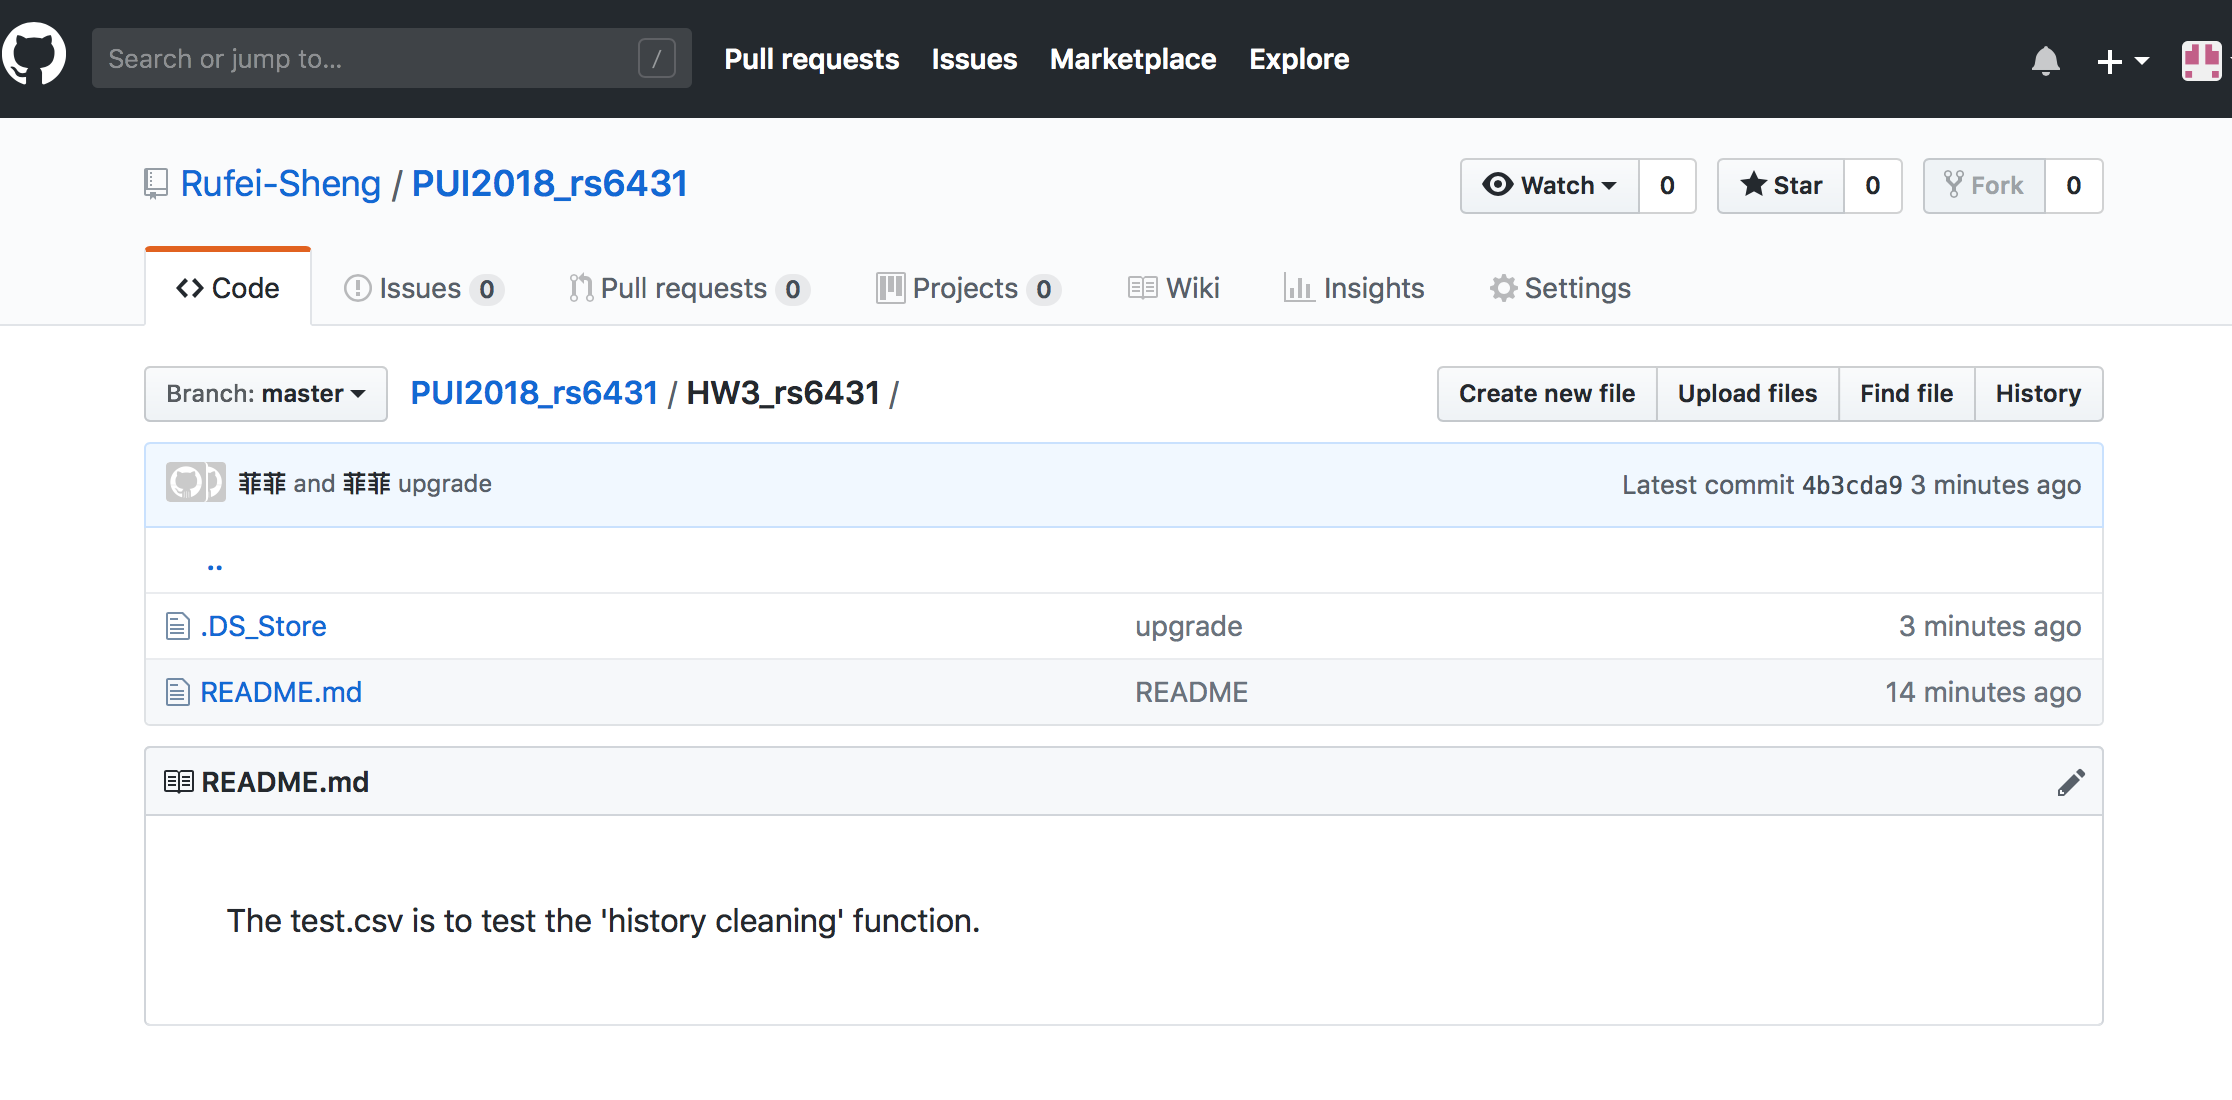 Search or jump to... / Pull requests Issues Marketplace Explore
Rufei-Sheng / PUI2018_rs6431 Watch 0 Star 0 Fork 0
Code Issues 0 Pull requests 0 Projects 0 Wiki Insights Settings
Branch: master PUI2018_rs6431 / HW3_rs6431 / Create new file Upload files Find file History
菲菲 and 菲菲 upgrade Latest commit 4b3cda9 3 minutes ago
..
.DS_Store upgrade 3 minutes ago
README.md README 14 minutes ago
README.md
The test.csv is to test the 'history cleaning' function.